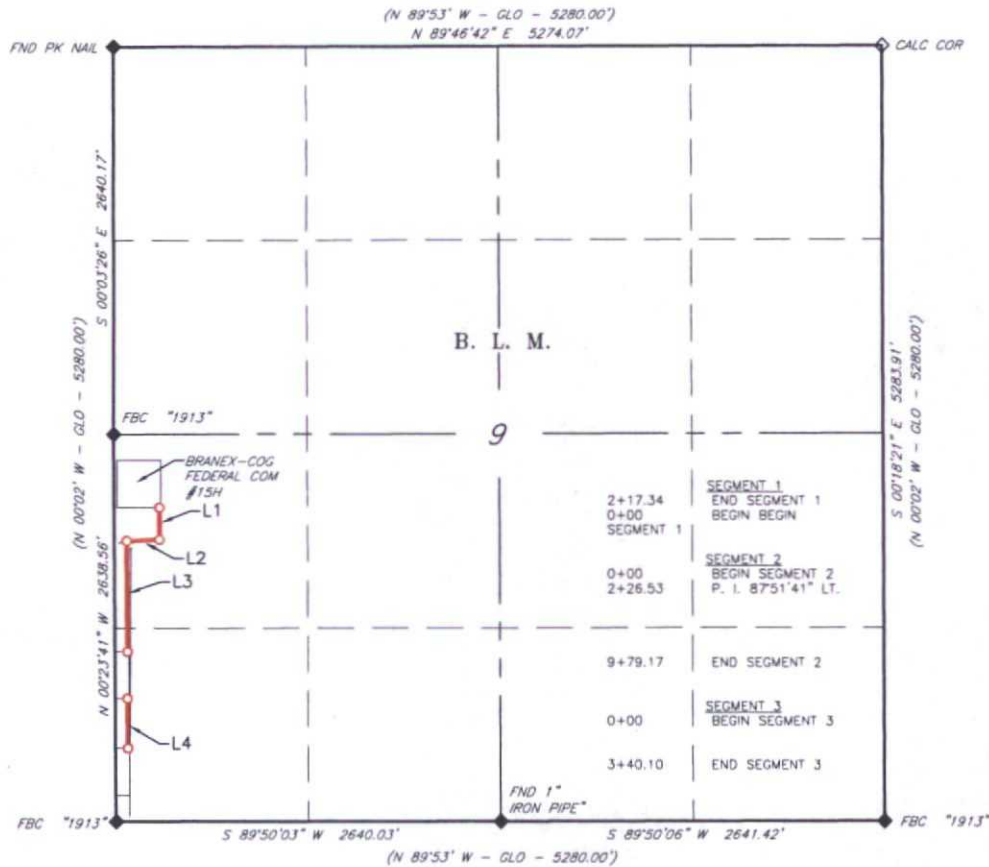 (N 89°53' W - GLO - 5280.00')
N 89°46'42" E 5274.07'
FND PK NAIL
CALC COR
S 00°03'26" E 2640.17'
(N 00°02' W - GLO - 5280.00')
B. L. M.
S 00°18'21" E 5283.91'
(N 00°02' W - GLO - 5280.00')
FBC "1913"
9
BRANEX-COG
FEDERAL COM
#15H
L1
L2
L3
L4
N 00°23'41" W 2638.56'
SEGMENT 1
2+17.34 END SEGMENT 1
0+00 BEGIN BEGIN
SEGMENT 1
SEGMENT 2
0+00 BEGIN SEGMENT 2
2+26.53 P. I. 87°51'41" LT.
9+79.17 END SEGMENT 2
SEGMENT 3
0+00 BEGIN SEGMENT 3
3+40.10 END SEGMENT 3
FND 1"
IRON PIPE"
FBC "1913"
S 89°50'03" W 2640.03'
S 89°50'06" W 2641.42'
FBC "1913"
(N 89°53' W - GLO - 5280.00')